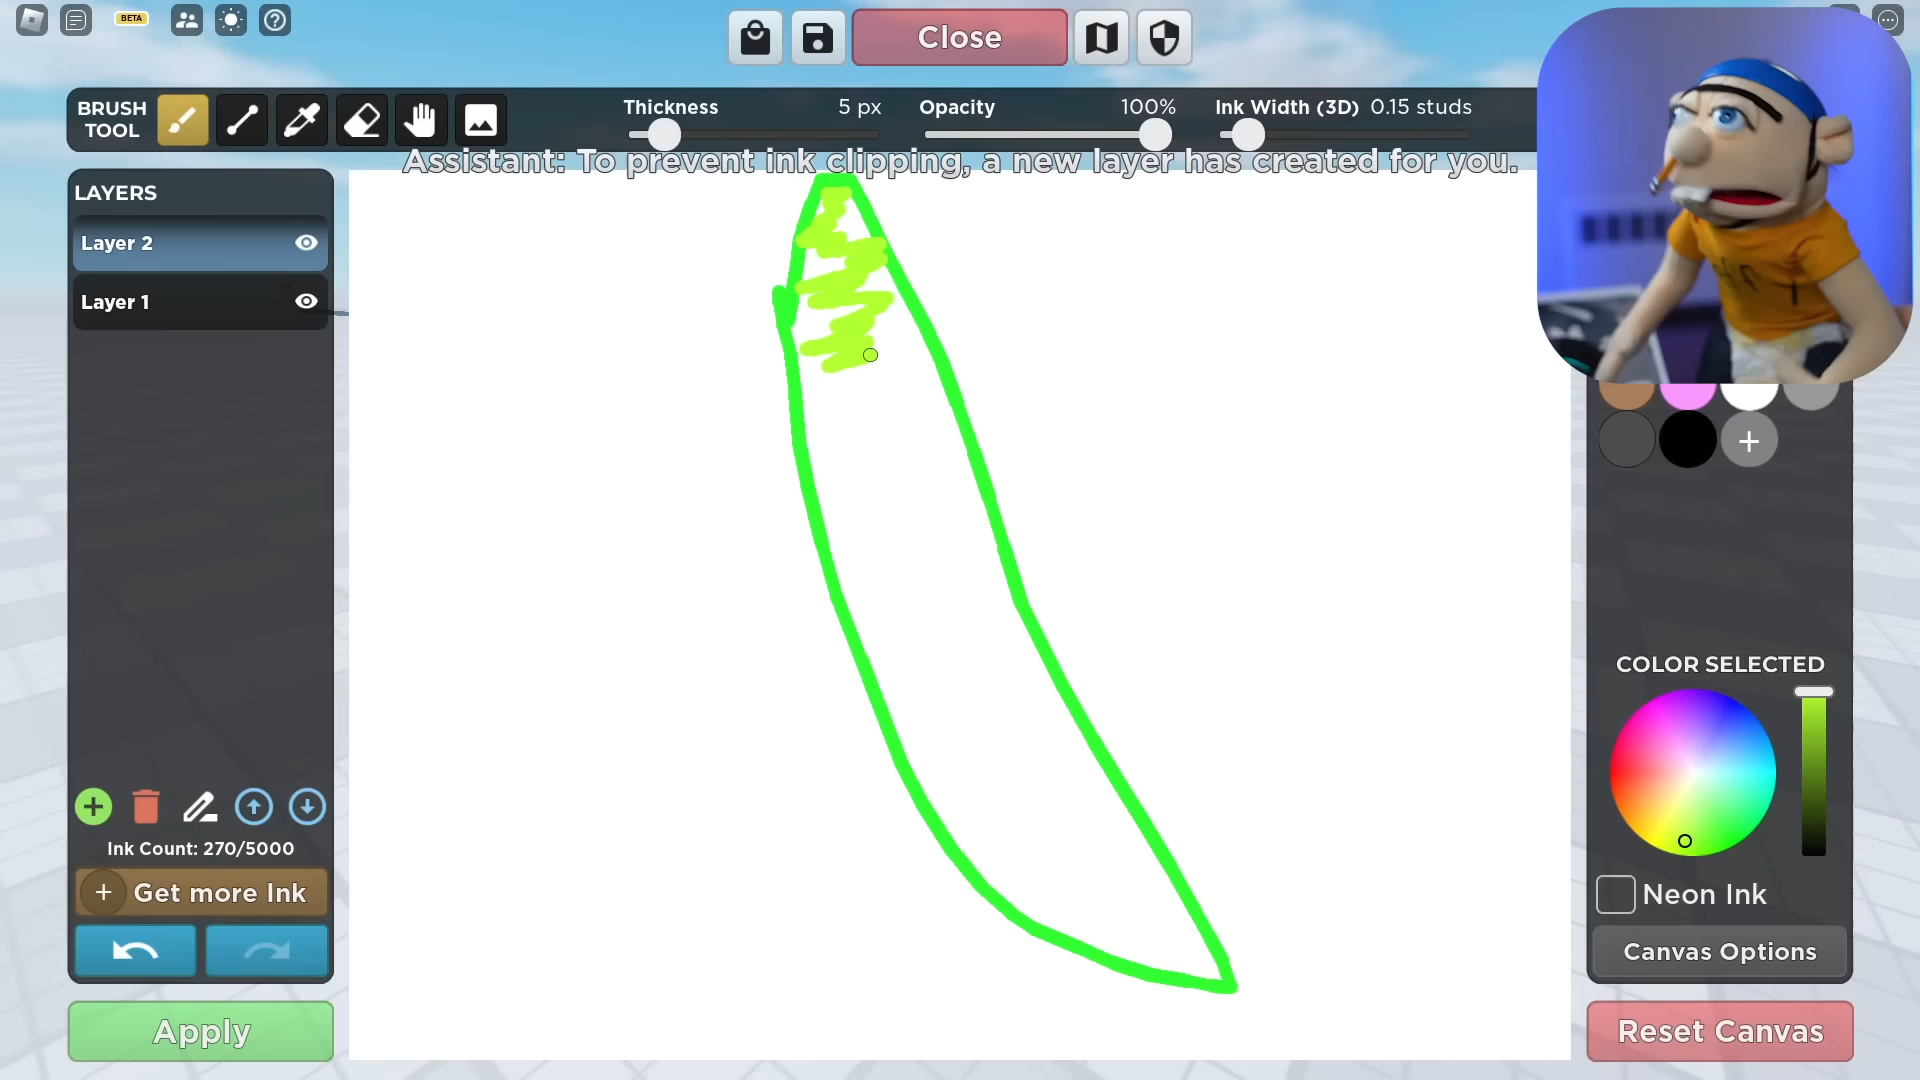 BETA
Close
BRUSH
TOOL
Thickness 5 px
Opacity 100%
Ink Width (3D) 0.15 studs
Assistant: To prevent ink clipping, a new layer has created for you.
LAYERS
Layer 2
Layer 1
Ink Count: 270/5000
+ Get more Ink
Apply
COLOR SELECTED
Neon Ink
Canvas Options
Reset Canvas